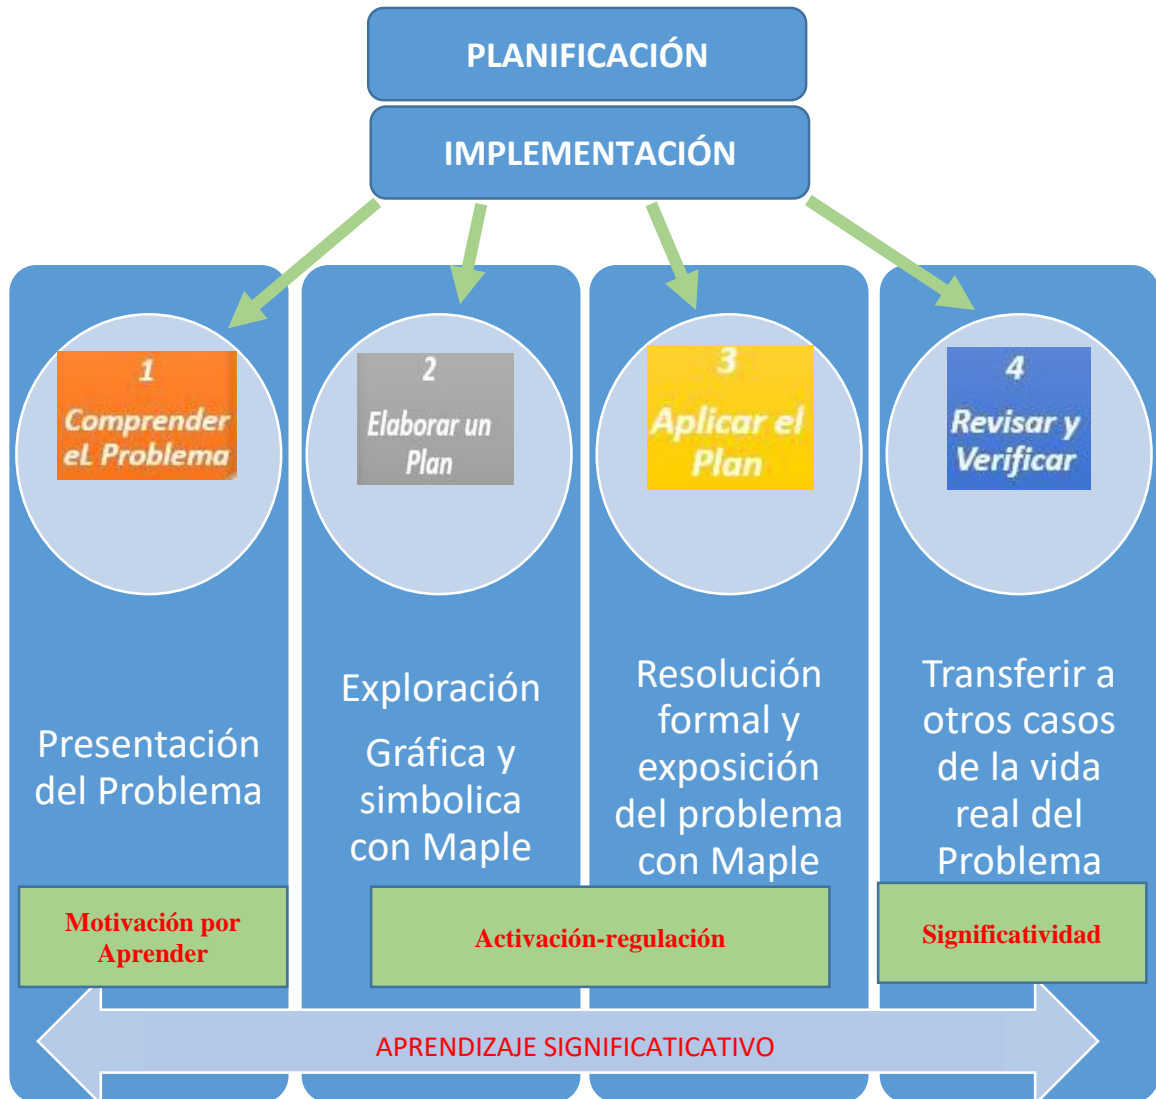 PLANIFICACIÓN
IMPLEMENTACIÓN
1
Comprender
eL Problema
2
Elaborar un
Plan
3
Aplicar el
Plan
4
Revisar y
Verificar
Presentación
del Problema
Exploración
Gráfica y
simbolica
con Maple
Resolución
formal y
exposición
del problema
con Maple
Transferir a
otros casos
de la vida
real del
Problema
Motivación por
Aprender
Activación-regulación
Significatividad
APRENDIZAJE SIGNIFICATICATIVO